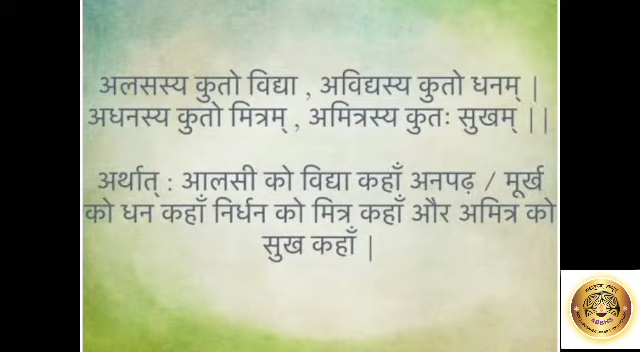 अलसस्य कुतो विद्या , अविद्यस्य कुतो धनम् |
अधनस्य कुतो मित्रम् , अमित्रस्य कुतः सुखम् ||
अर्थात् : आलसी को विद्या कहाँ अनपढ़ / मूर्ख
को धन कहाँ निर्धन को मित्र कहाँ और अमित्र को
सुख कहाँ |